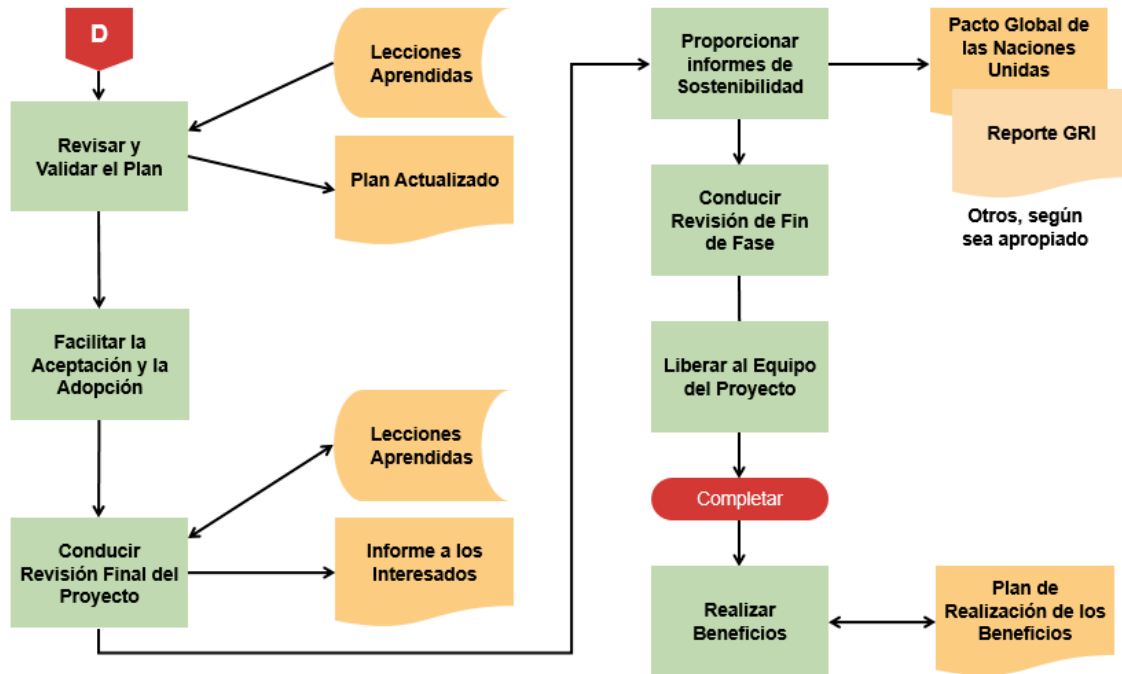 D
Lecciones
Aprendidas
Revisar y
Validar el Plan
Plan Actualizado
Facilitar la
Aceptación y la
Adopción
Lecciones
Aprendidas
Conducir
Revisión Final del
Proyecto
Informe a los
Interesados
Proporcionar
informes de
Sostenibilidad
Pacto Global de
las Naciones
Unidas
Reporte GRI
Otros, según
sea apropiado
Conducir
Revisión de Fin
de Fase
Liberar al Equipo
del Proyecto
Completar
Realizar
Beneficios
Plan de
Realización de los
Beneficios